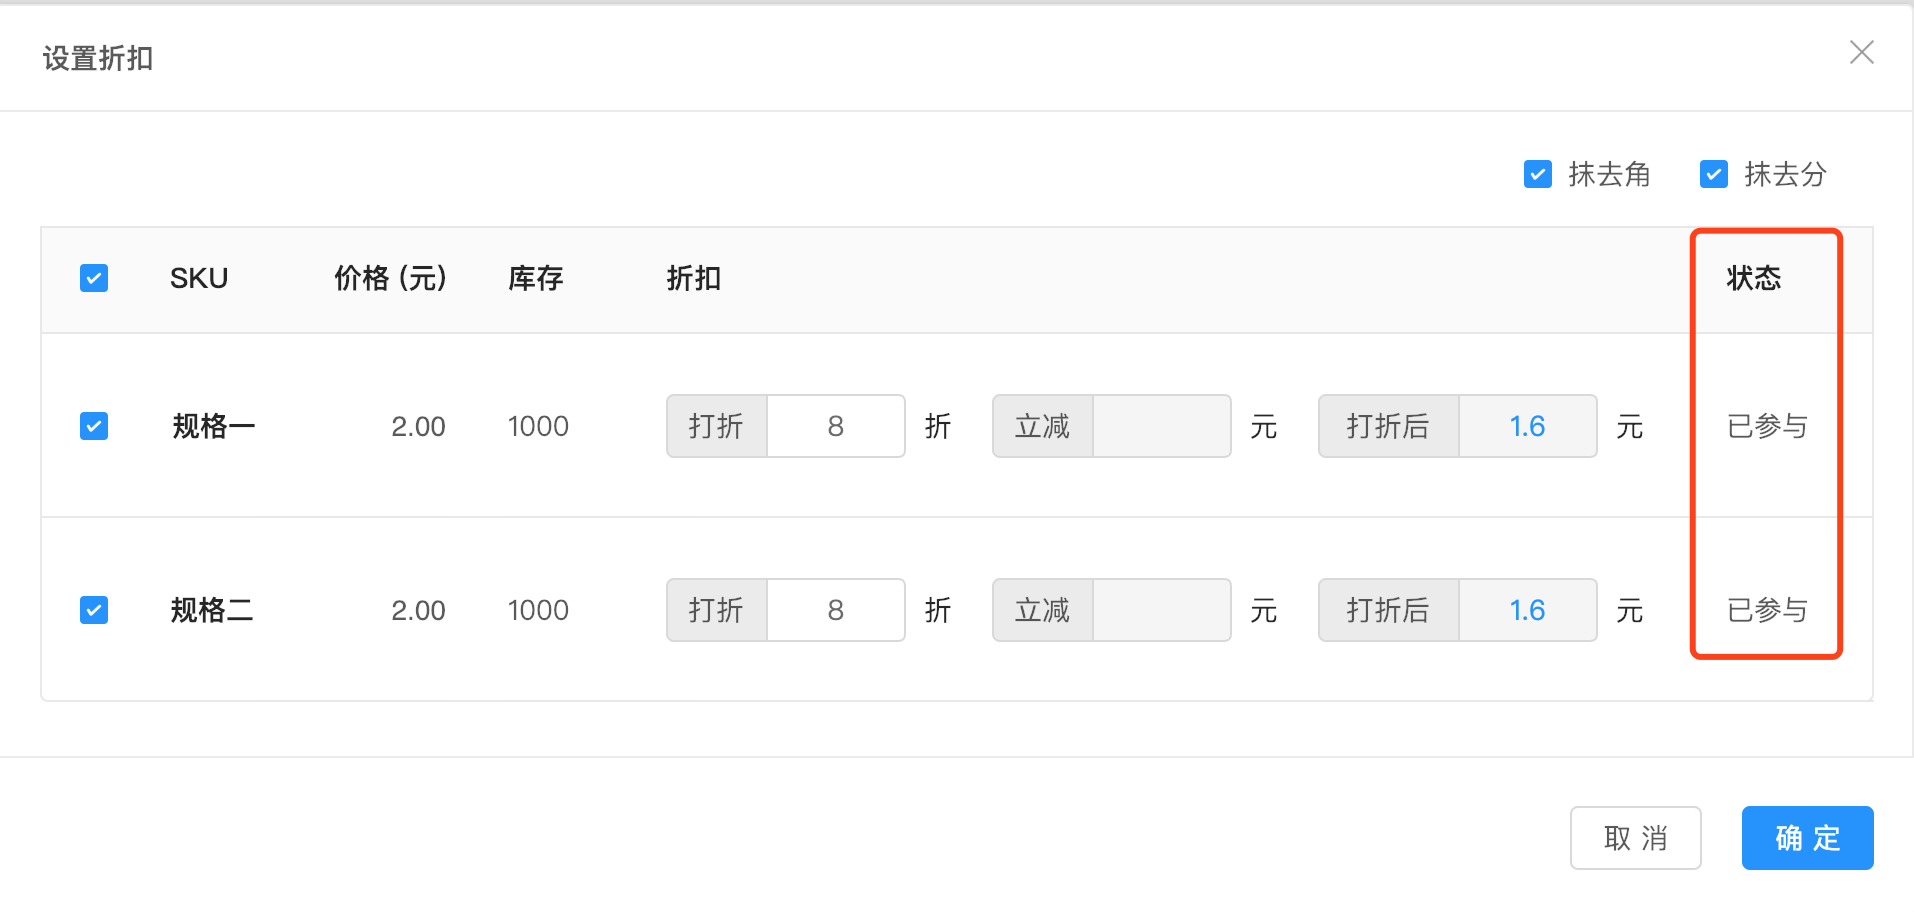 设置折扣
抹去角 抹去分
SKU 价格 (元) 库存 折扣 状态
规格一 2.00 1000 打折 8 折 立减 元 打折后 1.6 元 已参与
规格二 2.00 1000 打折 8 折 立减 元 打折后 1.6 元 已参与
取 消 确 定